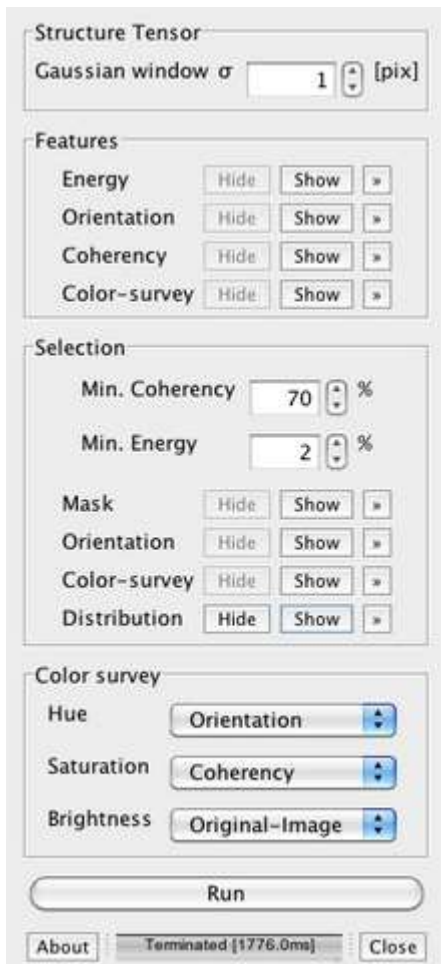 Structure Tensor
Gaussian window σ 1 [pix]
Features
Energy Hide Show »
Orientation Hide Show »
Coherency Hide Show »
Color-survey Hide Show »
Selection
Min. Coherency 70 %
Min. Energy 2 %
Mask Hide Show »
Orientation Hide Show »
Color-survey Hide Show »
Distribution Hide Show »
Color survey
Hue Orientation
Saturation Coherency
Brightness Original-Image
Run
About Terminated [1776.0ms] Close